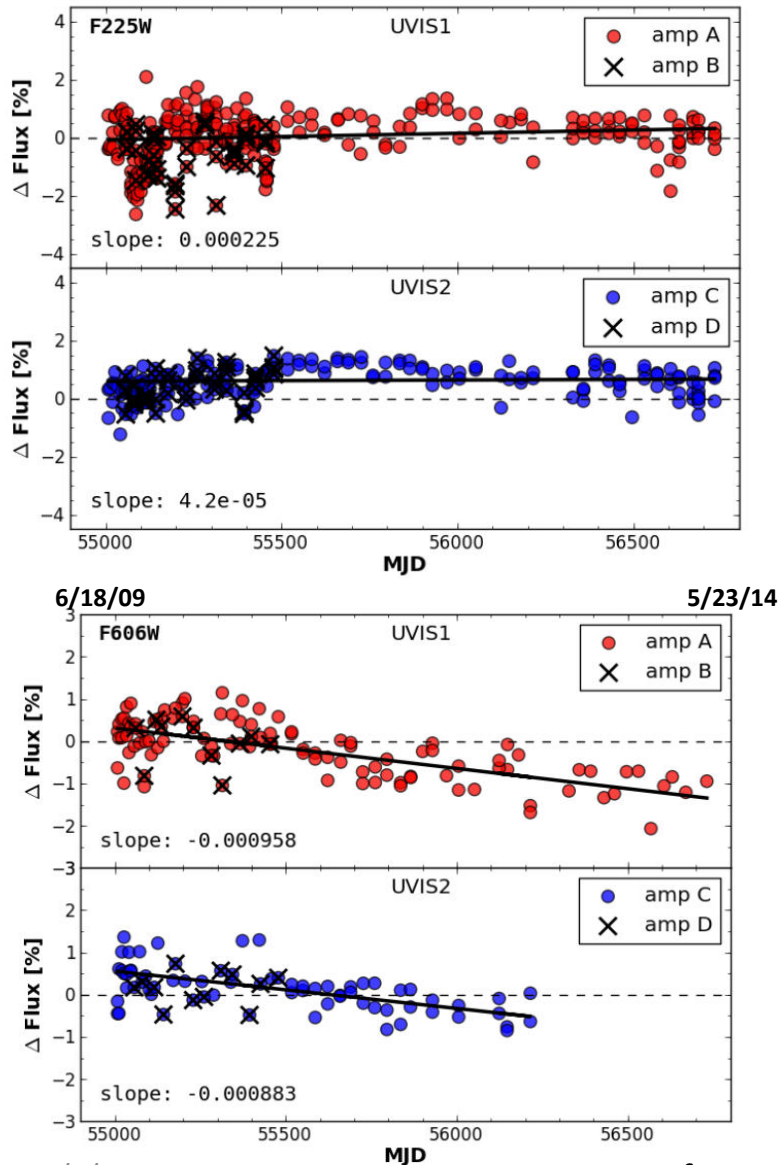 F225W UVIS1
amp A
amp B
4
2
0
−2
−4
Δ Flux [%]
slope: 0.000225
UVIS2
amp C
amp D
4
2
0
−2
−4
Δ Flux [%]
slope: 4.2e-05
55000 55500 56000 56500
MJD
6/18/09 5/23/14
F606W UVIS1
amp A
amp B
3
2
1
0
−1
−2
−3
Δ Flux [%]
slope: -0.000958
UVIS2
amp C
amp D
2
1
0
−1
−2
−3
Δ Flux [%]
slope: -0.000883
55000 55500 56000 56500
MJD